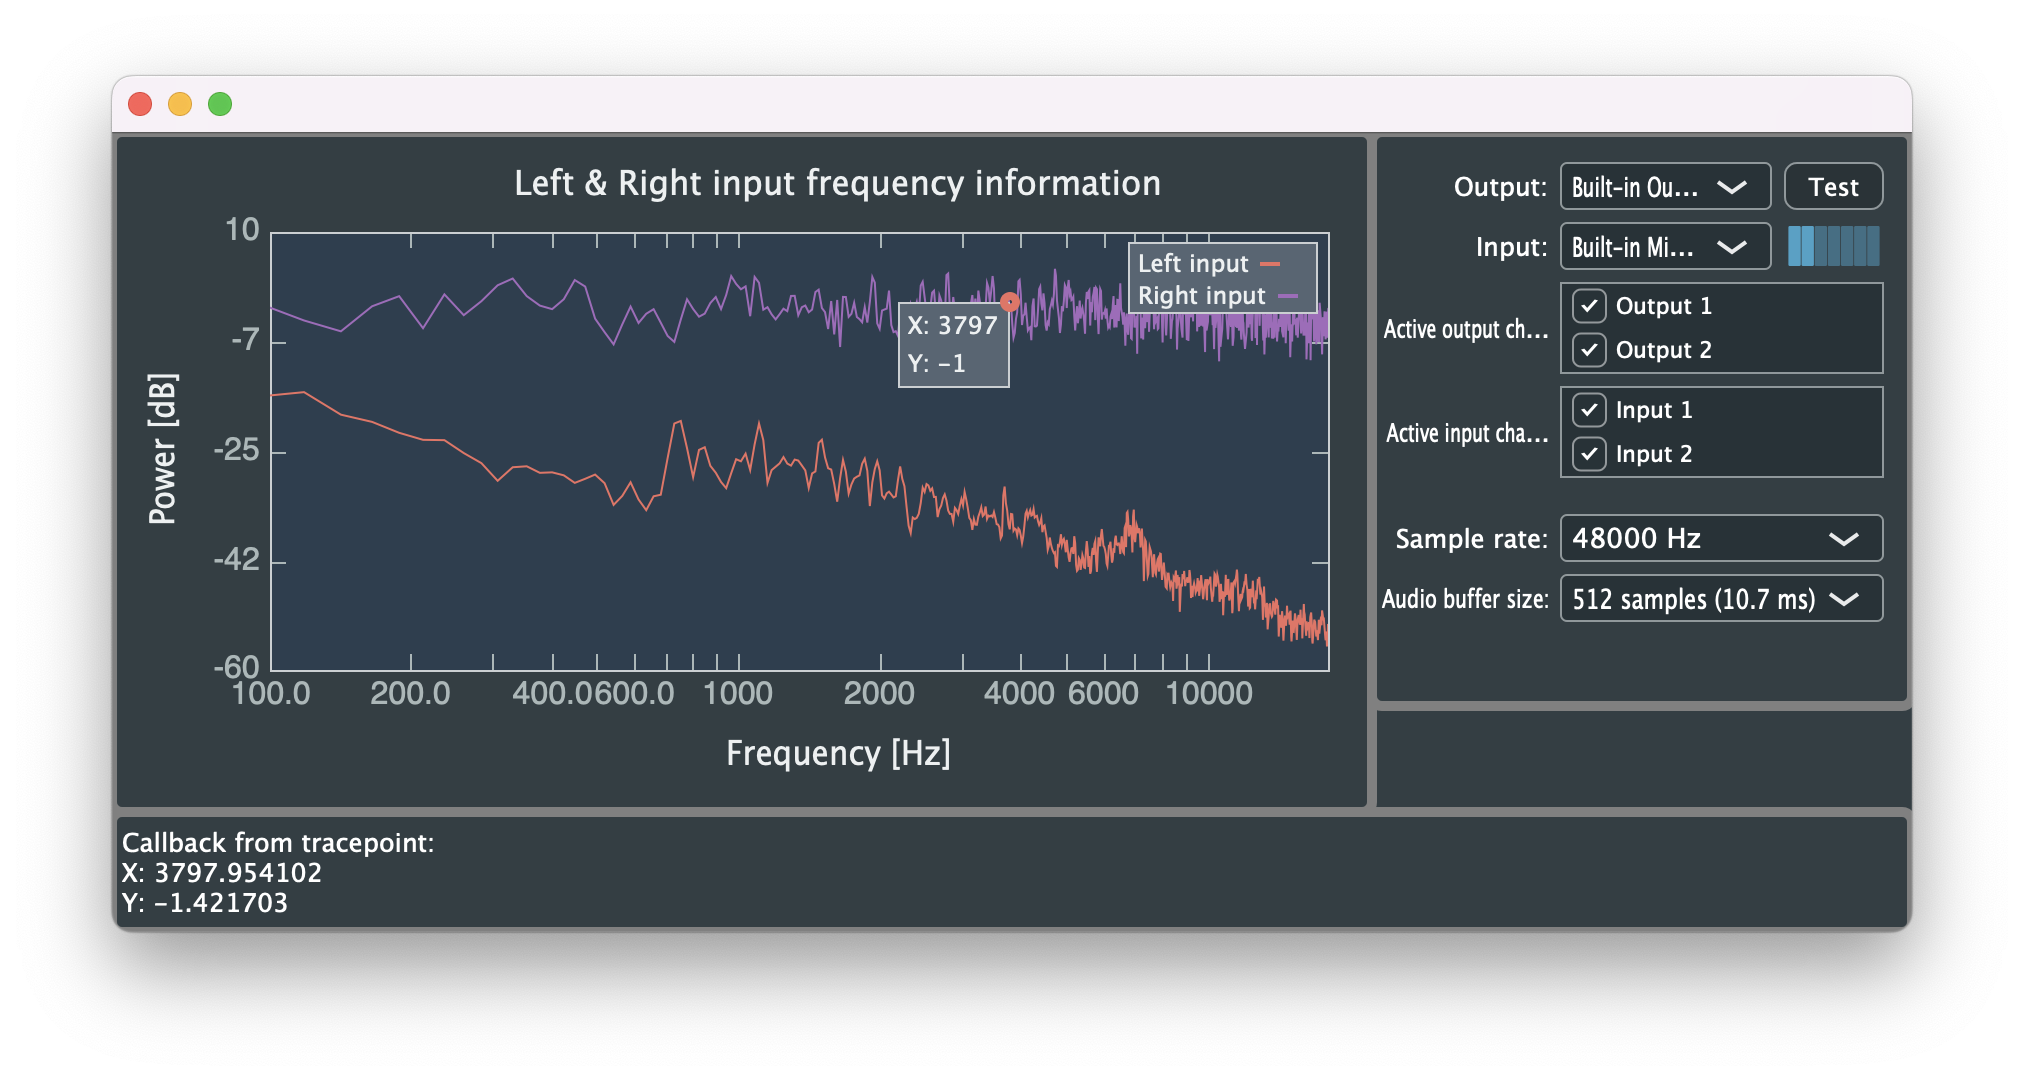 Left & Right input frequency information
10
-7
-25
-42
-60
Power [dB]
100.0 200.0 400.0600.0 1000 2000 4000 6000 10000
Frequency [Hz]
Left input
Right input
X: 3797
Y: -1
Output: Built-in Ou... Test
Input: Built-in Mi...
Active output ch...
Output 1
Output 2
Active input cha...
Input 1
Input 2
Sample rate: 48000 Hz
Audio buffer size: 512 samples (10.7 ms)
Callback from tracepoint:
X: 3797.954102
Y: -1.421703